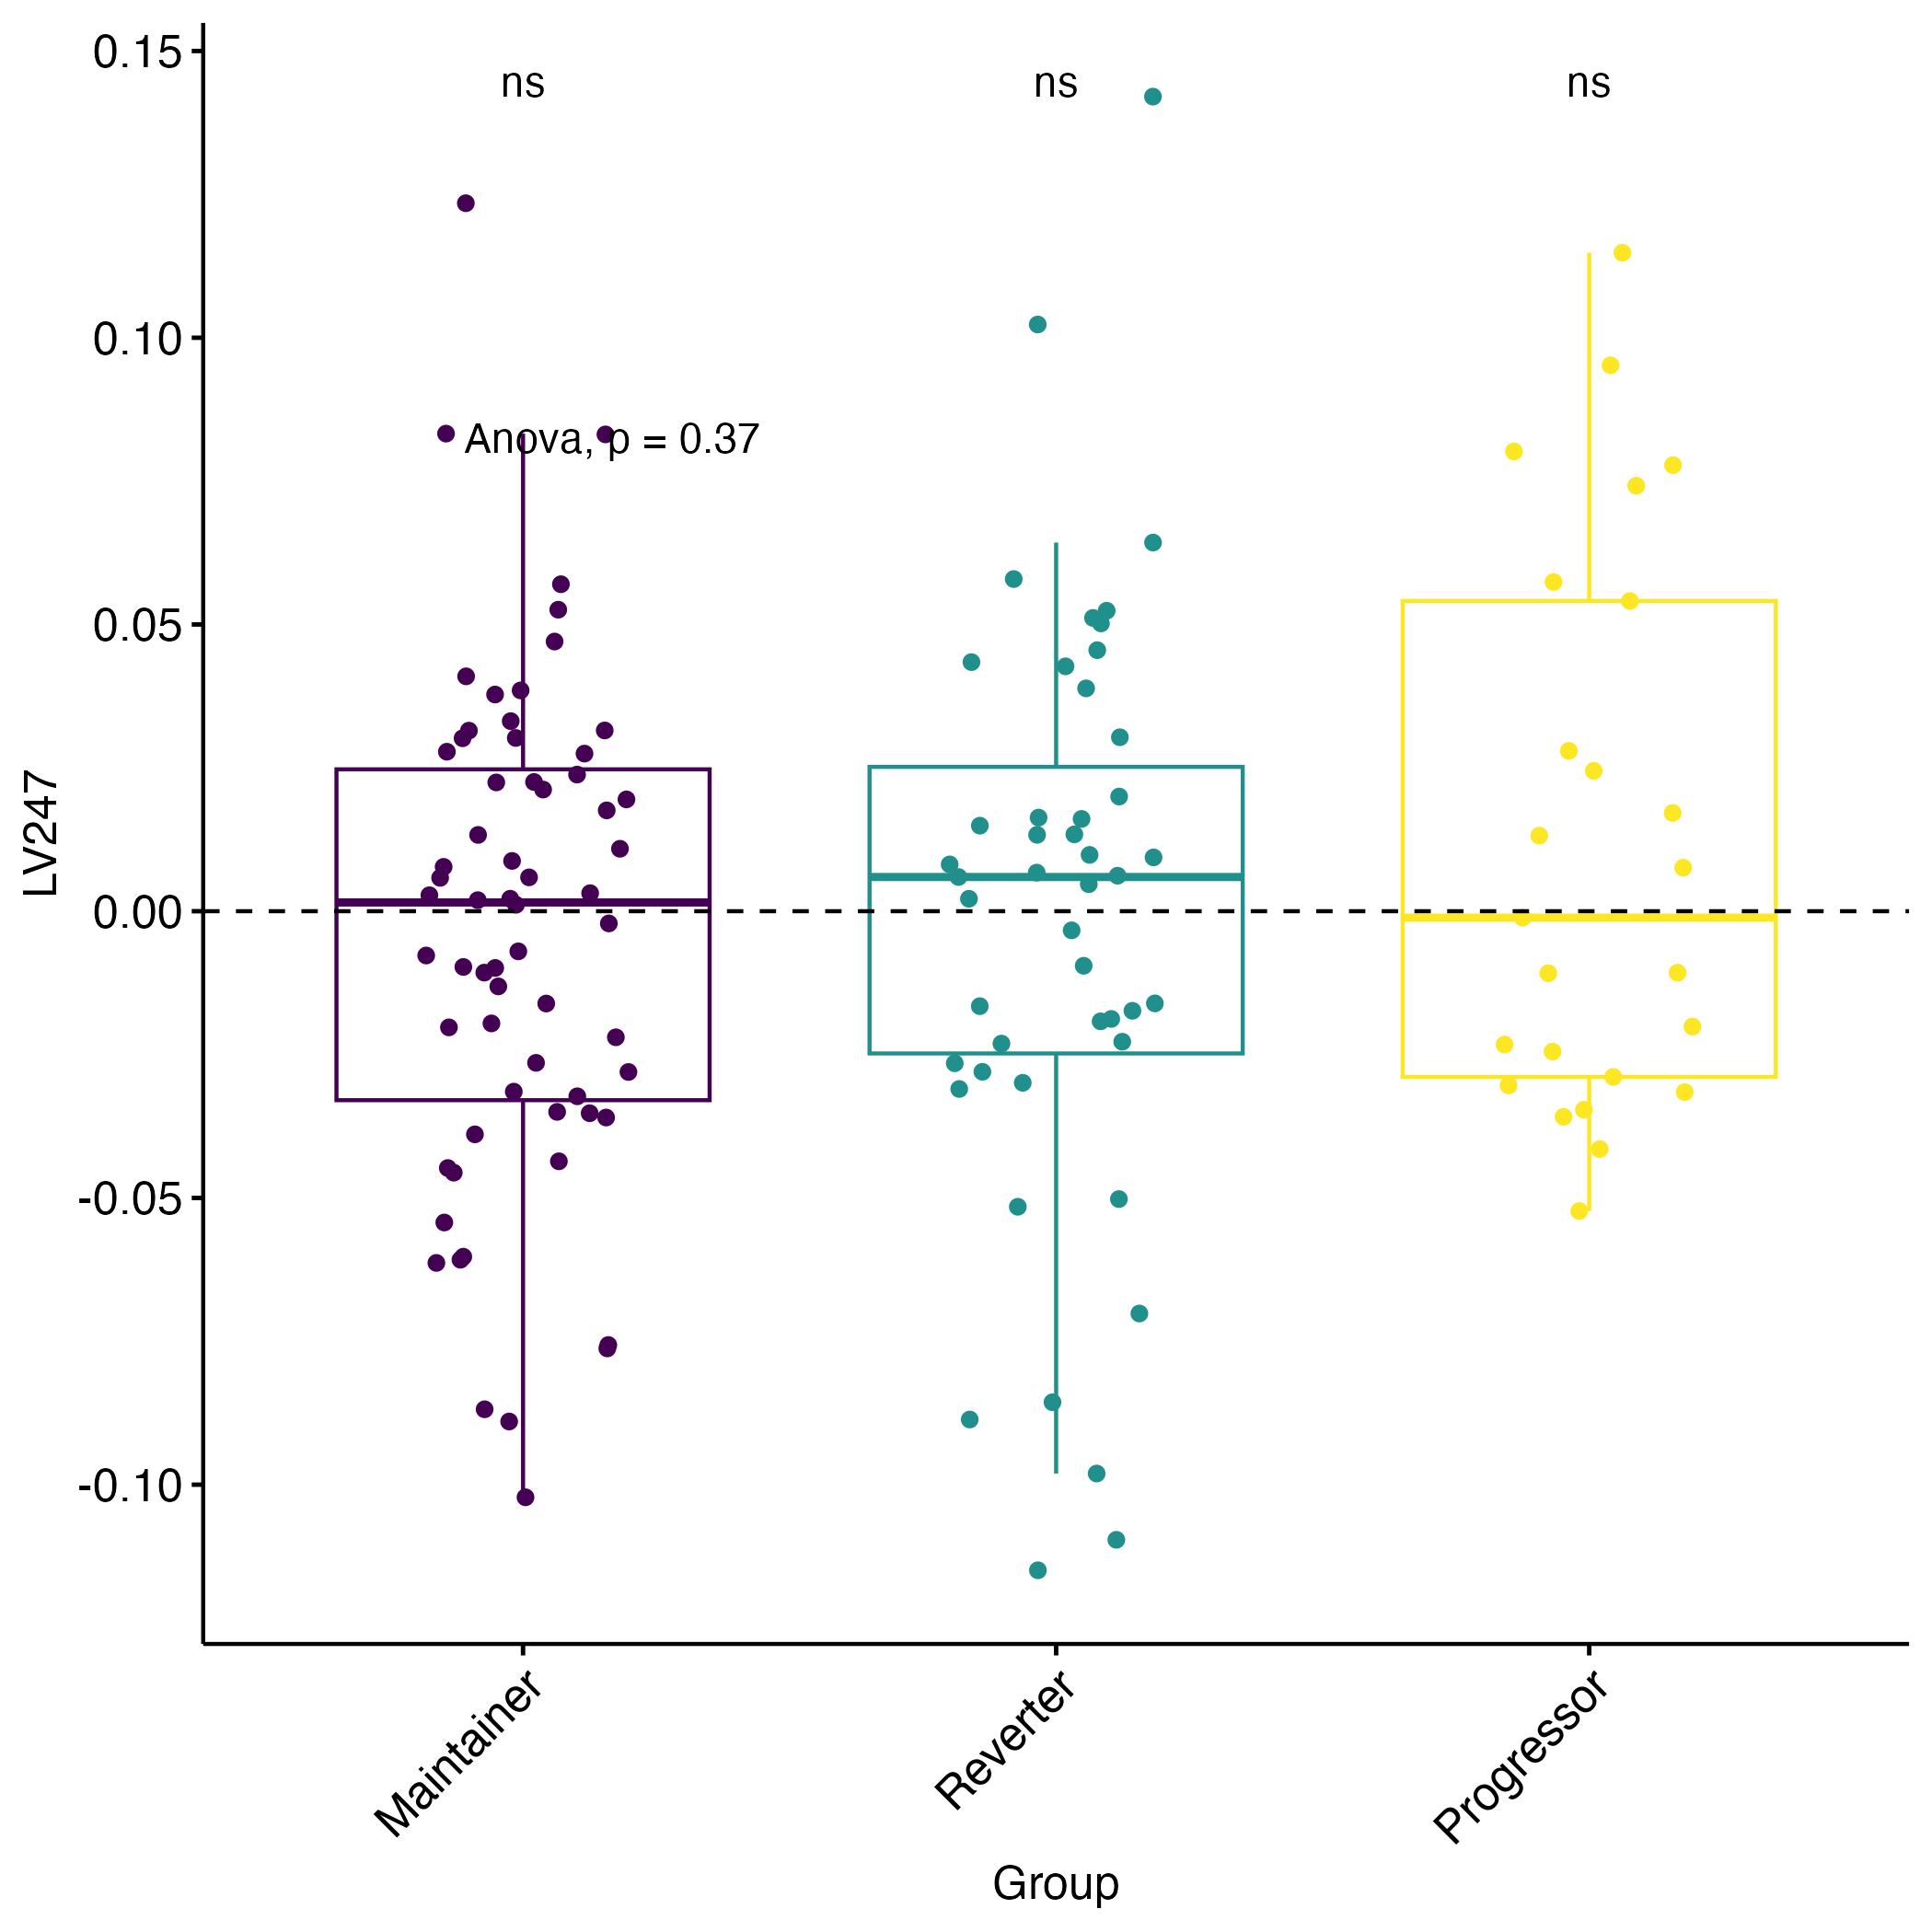 0.15
ns
ns
ns
0.10
Anova, p = 0.37
0.05
LV247
0.00
-0.05
-0.10
Maintainer
Reverter
Progressor
Group